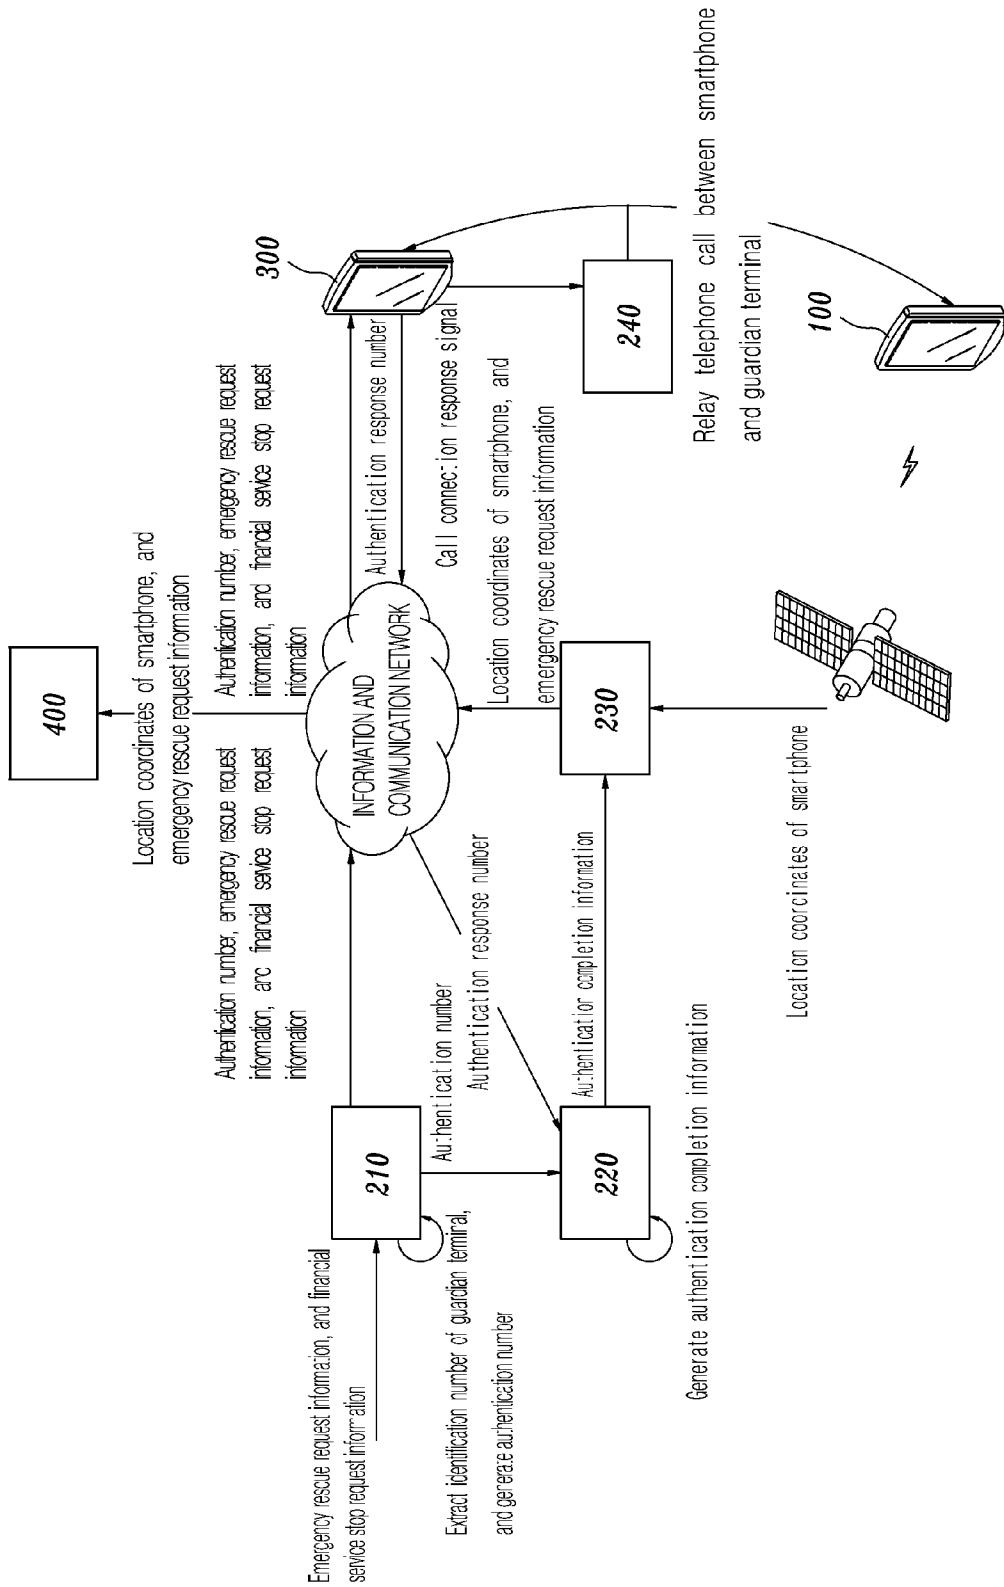 400
Location coordinates of smartphone, and
emergency rescue request information
Authentication number, emergency rescue request
information, and financial service stop request
information
Authentication number, emergency rescue request
information, and financial service stop request
information
300
Authentication response number
Call connection response signal
INFORMATION AND
COMMUNICATION NETWORK
Emergency rescue request information, and financial
service stop request information
210
Extract identification number of guardian terminal,
and generate authentication number
Authentication number
Authentication response number
220
Generate authentication completion information
Authentication completion information
230
Location coordinates of smartphone, and
emergency rescue request information
240
Relay telephone call between smartphone
and guardian terminal
Location coordinates of smartphone
100